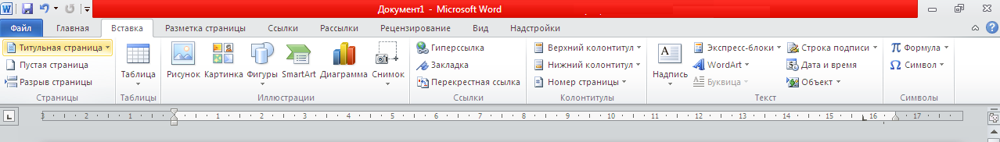 Документ1 - Microsoft Word
Файл Главная Вставка Разметка страницы Ссылки Рассылки Рецензирование Вид Надстройки
Титульная страница
Пустая страница
Разрыв страницы
Страницы
Таблица
Таблицы
Рисунок Картинка Фигуры SmartArt Диаграмма Снимок
Иллюстрации
Гиперссылка
Закладка
Перекрестная ссылка
Ссылки
Верхний колонтитул
Нижний колонтитул
Номер страницы
Колонтитулы
Надпись
Экспресс-блоки
WordArt
Буквица
Строка подписи
Дата и время
Объект
Текст
π Формула
Ω Символ
Символы
3 2 1 1 2 3 4 5 6 7 8 9 10 11 12 13 14 15 16 17